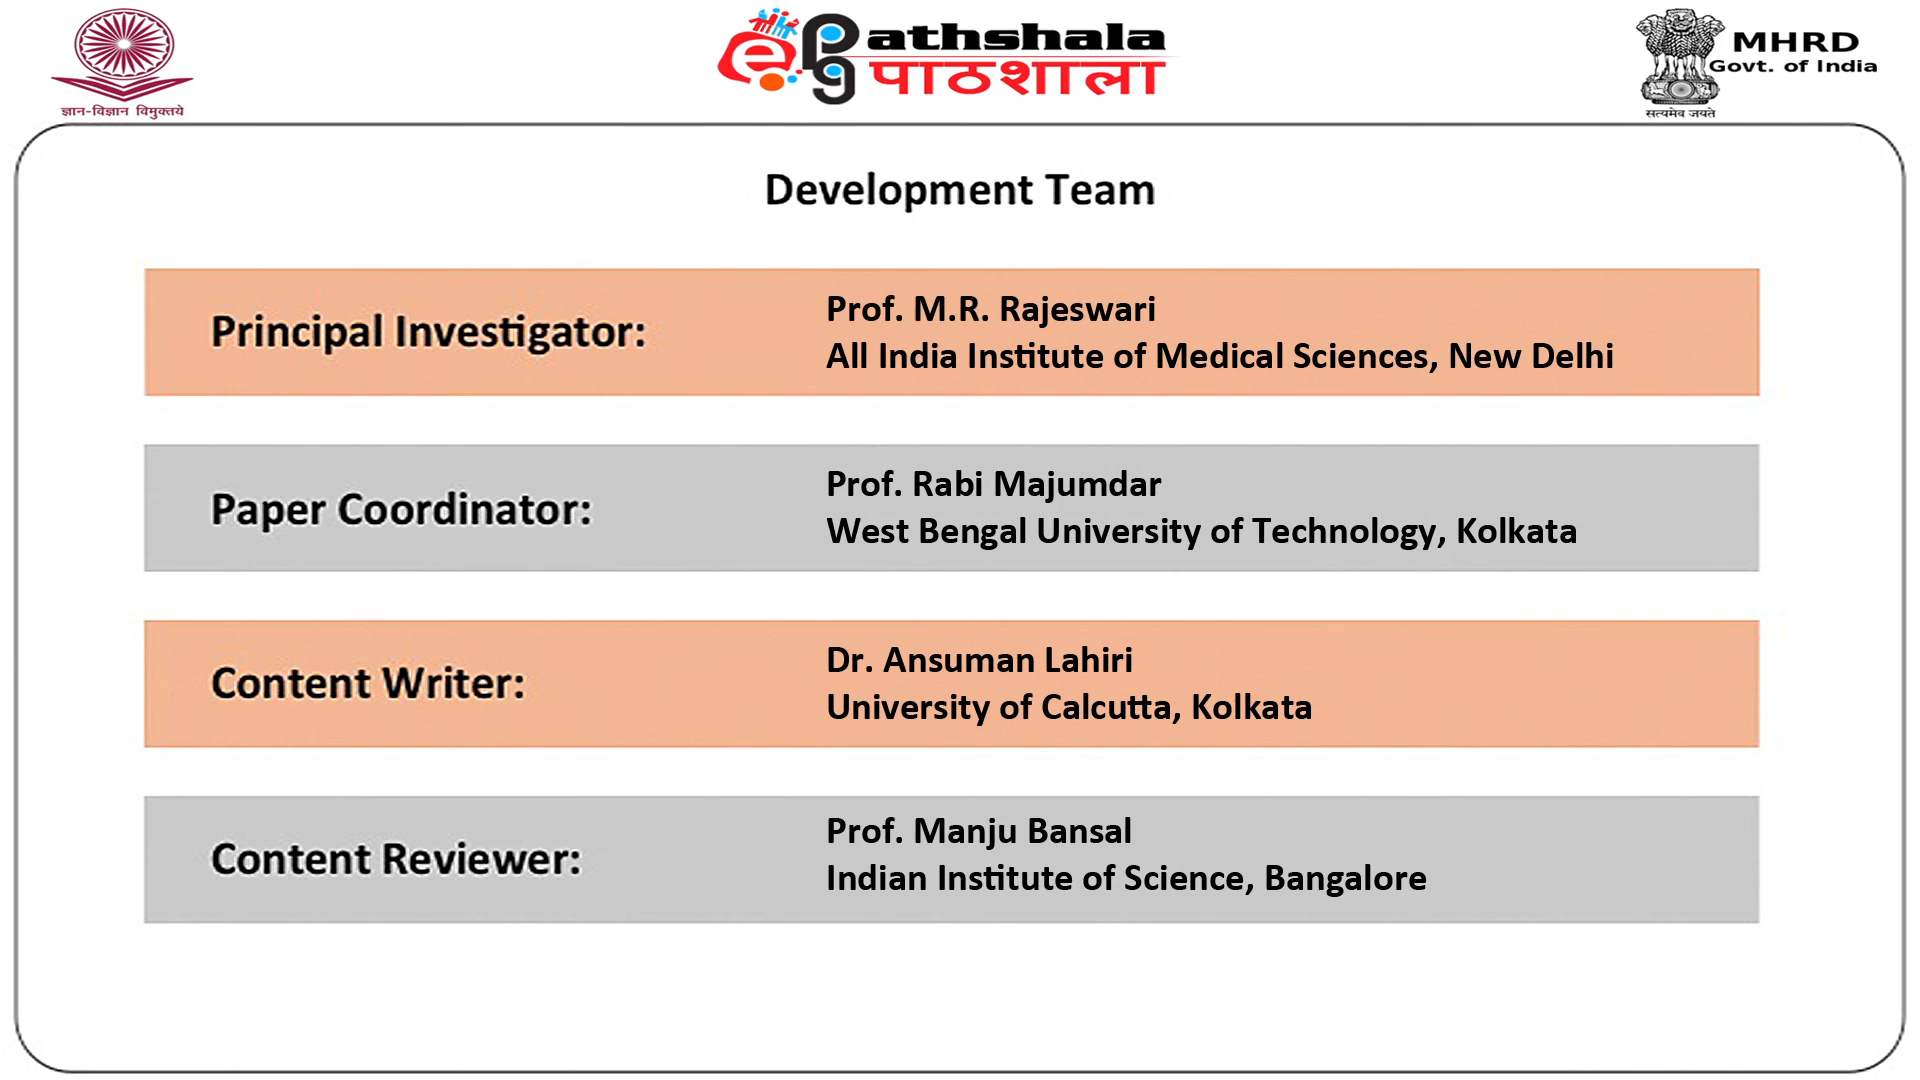 ज्ञान-विज्ञान विमुक्तये
ePG athshala
पाठशाला
MHRD
Govt. of India
सत्यमेव जयते
Development Team
Principal Investigator:
Prof. M.R. Rajeswari
All India Institute of Medical Sciences, New Delhi
Paper Coordinator:
Prof. Rabi Majumdar
West Bengal University of Technology, Kolkata
Content Writer:
Dr. Ansuman Lahiri
University of Calcutta, Kolkata
Content Reviewer:
Prof. Manju Bansal
Indian Institute of Science, Bangalore